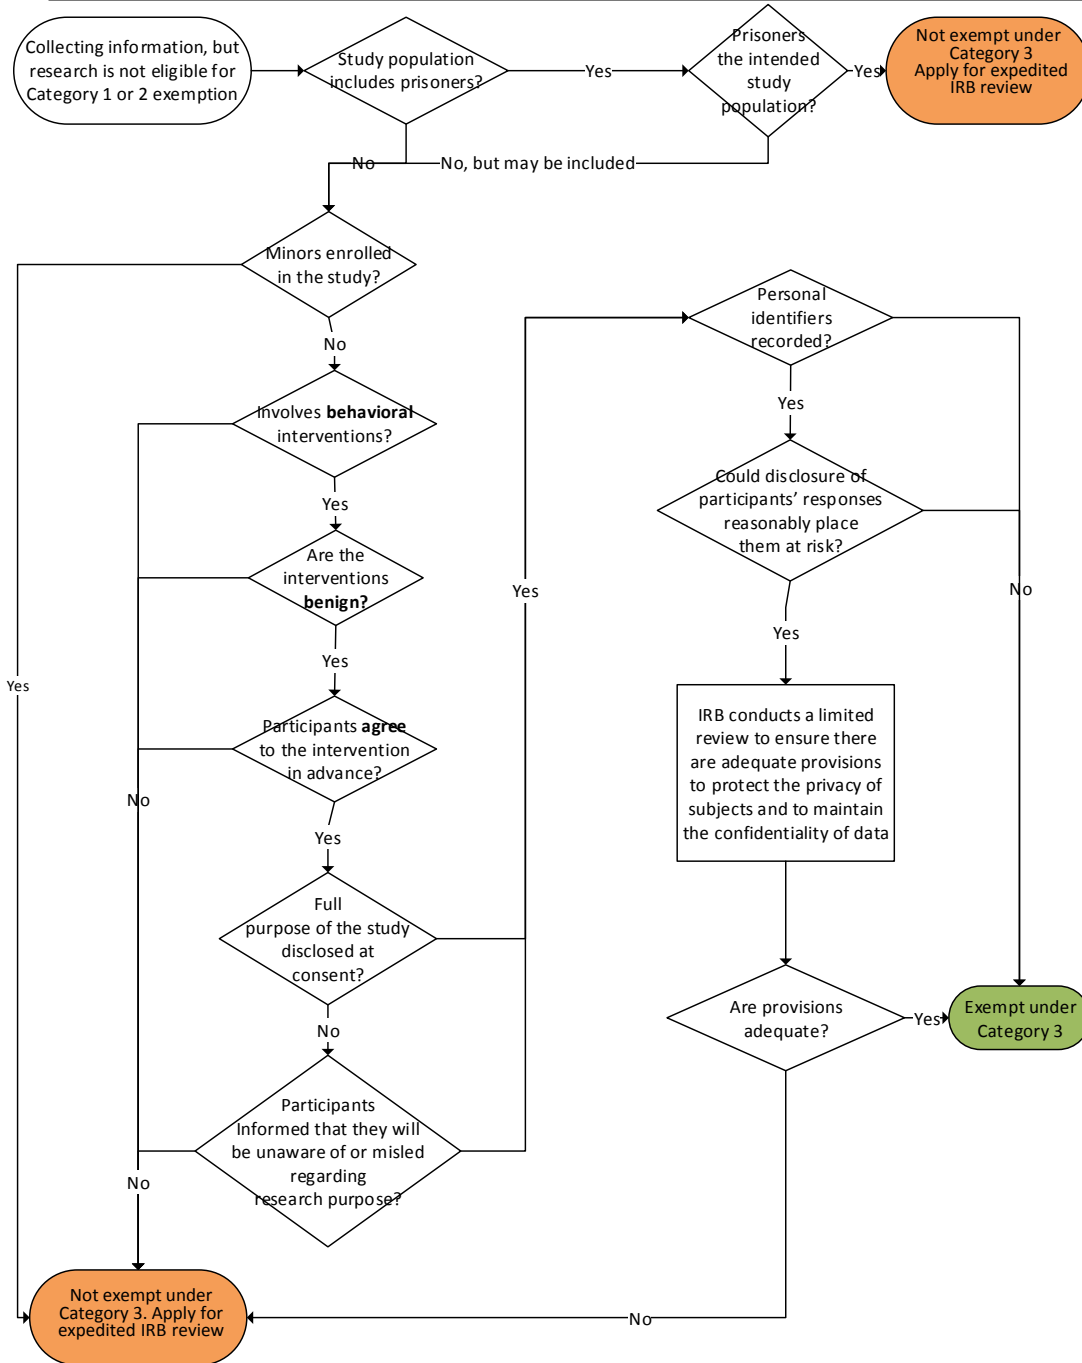 Collecting information, but
research is not eligible for
Category 1 or 2 exemption
Study population
includes prisoners?
Yes
Prisoners
the intended
study
population?
Yes
Not exempt under
Category 3
Apply for expedited
IRB review
No
No, but may be included
Minors enrolled
in the study?
No
Involves behavioral
interventions?
Yes
Are the
interventions
benign?
Yes
Participants agree
to the intervention
in advance?
Yes
Full
purpose of the study
disclosed at
consent?
No
Participants
Informed that they will
be unaware of or misled
regarding
research purpose?
Yes
No
No
Not exempt under
Category 3. Apply for
expedited IRB review
Yes
Personal
identifiers
recorded?
Yes
Could disclosure of
participants' responses
reasonably place
them at risk?
No
Yes
IRB conducts a limited
review to ensure there
are adequate provisions
to protect the privacy of
subjects and to maintain
the confidentiality of data
Are provisions
adequate?
Yes
Exempt under
Category 3
No